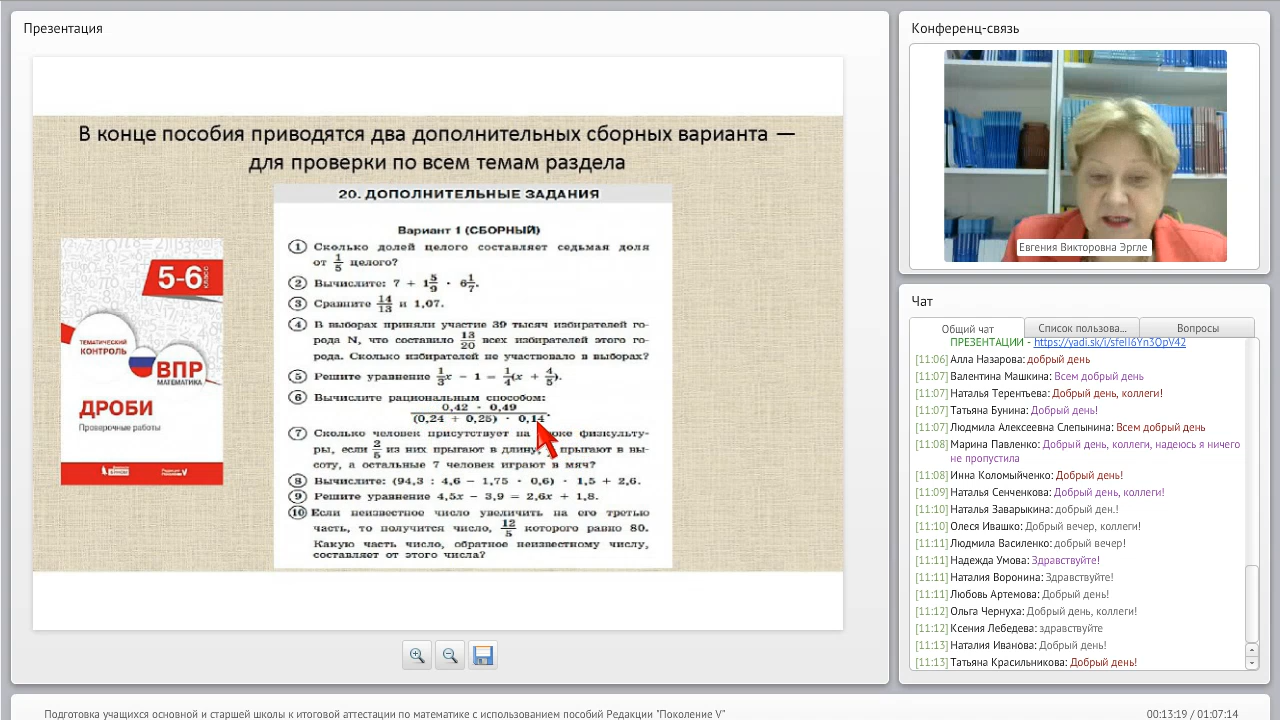 Презентация
В конце пособия приводятся два дополнительных сборных варианта —
для проверки по всем темам раздела
5-6 класс
ТЕМАТИЧЕСКИЙ
КОНТРОЛЬ
ВПР
МАТЕМАТИКА
ДРОБИ
Проверочные работы
20. ДОПОЛНИТЕЛЬНЫЕ ЗАДАНИЯ
Вариант 1 (СБОРНЫЙ)
1 Сколько долей целого составляет седьмая доля
от 1/5 целого?
2 Вычислите: 7 + 1 5/9 · 6 1/7.
3 Сравните 14/13 и 1,07.
4 В выборах приняли участие 39 тысяч избирателей го-
рода N, что составило 13/20 всех избирателей этого го-
рода. Сколько избирателей не участвовало в выборах?
5 Решите уравнение 1/3x − 1 = 1/4(x + 4/5).
6 Вычислите рациональным способом:
0,42 · 0,49
(0,24 + 0,25) · 0,14.
7 Сколько человек присутствует на физкульту-
ры, если из них прыгают в длину, прыгают в вы-
соту, а остальные 7 человек играют в мяч?
8 Вычислите: (94,3 : 4,6 − 1,75 · 0,6) · 1,5 + 2,6.
9 Решите уравнение 4,5x − 3,9 = 2,6x + 1,8.
10 Если неизвестное число увеличить на его третью
часть, то получится число, 12/5 которого равно 80.
Какую часть число, обратное неизвестному числу,
составляет от этого числа?
Конференц-связь
Евгения Викторовна Эргле
Чат
Общий чат
Список пользова...
Вопросы
ПРЕЗЕНТАЦИИ - https://yadi.sk/i/sfeII6Yn3QpV42
[11:06] Алла Назарова: добрый день
[11:07] Валентина Машкина: Всем добрый день
[11:07] Наталья Терентьева: Добрый день, коллеги!
[11:07] Татьяна Бунина: Добрый день!
[11:07] Людмила Алексеевна Слепынина: Всем добрый день
[11:08] Марина Павленко: Добрый день, коллеги, надеюсь я ничего
не пропустила
[11:08] Инна Коломыйченко: Добрый день!
[11:09] Наталья Сенченкова: Добрый день, коллеги!
[11:10] Наталья Заварыкина: добрый ден.!
[11:10] Олеся Ивашко: Добрый вечер, коллеги!
[11:11] Людмила Василенко: добрый вечер!
[11:11] Надежда Умова: Здравствуйте!
[11:11] Наталия Воронина: Здравствуйте!
[11:11] Любовь Артемова: Добрый день!
[11:12] Ольга Чернуха: Добрый день, коллеги!
[11:12] Ксения Лебедева: здравствуйте
[11:13] Наталия Иванова: Добрый день!
[11:13] Татьяна Красильникова: Добрый день!
Подготовка учащихся основной и старшей школы к итоговой аттестации по математике с использованием пособий Редакции "Поколение V"
00:13:19 / 01:07:14